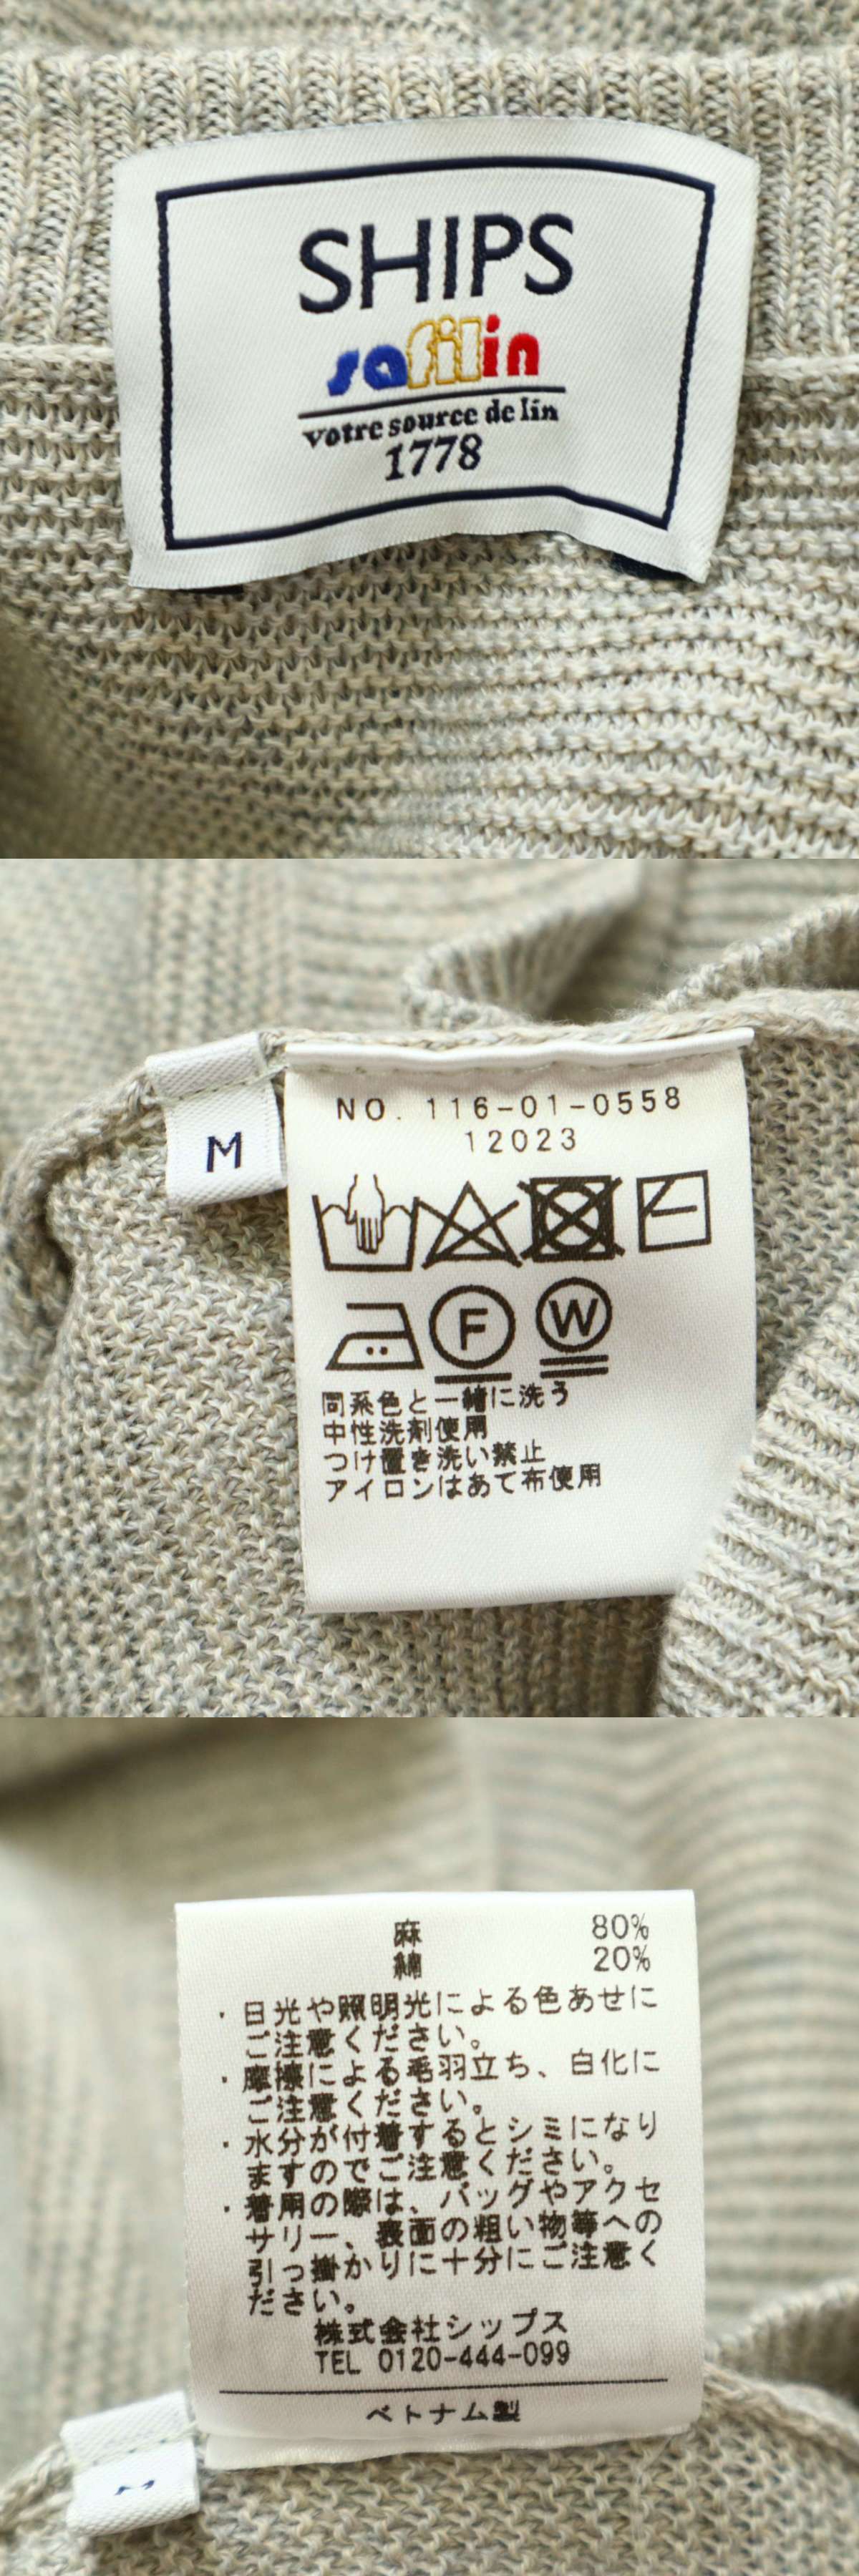 SHIPS
safilin
votre source de lin
1778
M
NO. 116-01-0558
12023
F
W
同系色と一緒に洗う
中性洗剤使用
つけ置き洗い禁止
アイロンはあて布使用
麻 80%
綿 20%
・日光や照明光による色あせに
ご注意ください。
・摩擦による毛羽立ち、白化に
ご注意ください。
・水分が付着するとシミになり
ますのでご注意ください。
・着用の際は、バッグやアクセ
サリー、表面の粗い物等への
引っ掛かりに十分にご注意く
ださい。
株式会社シップス
TEL 0120-444-099
ベトナム製